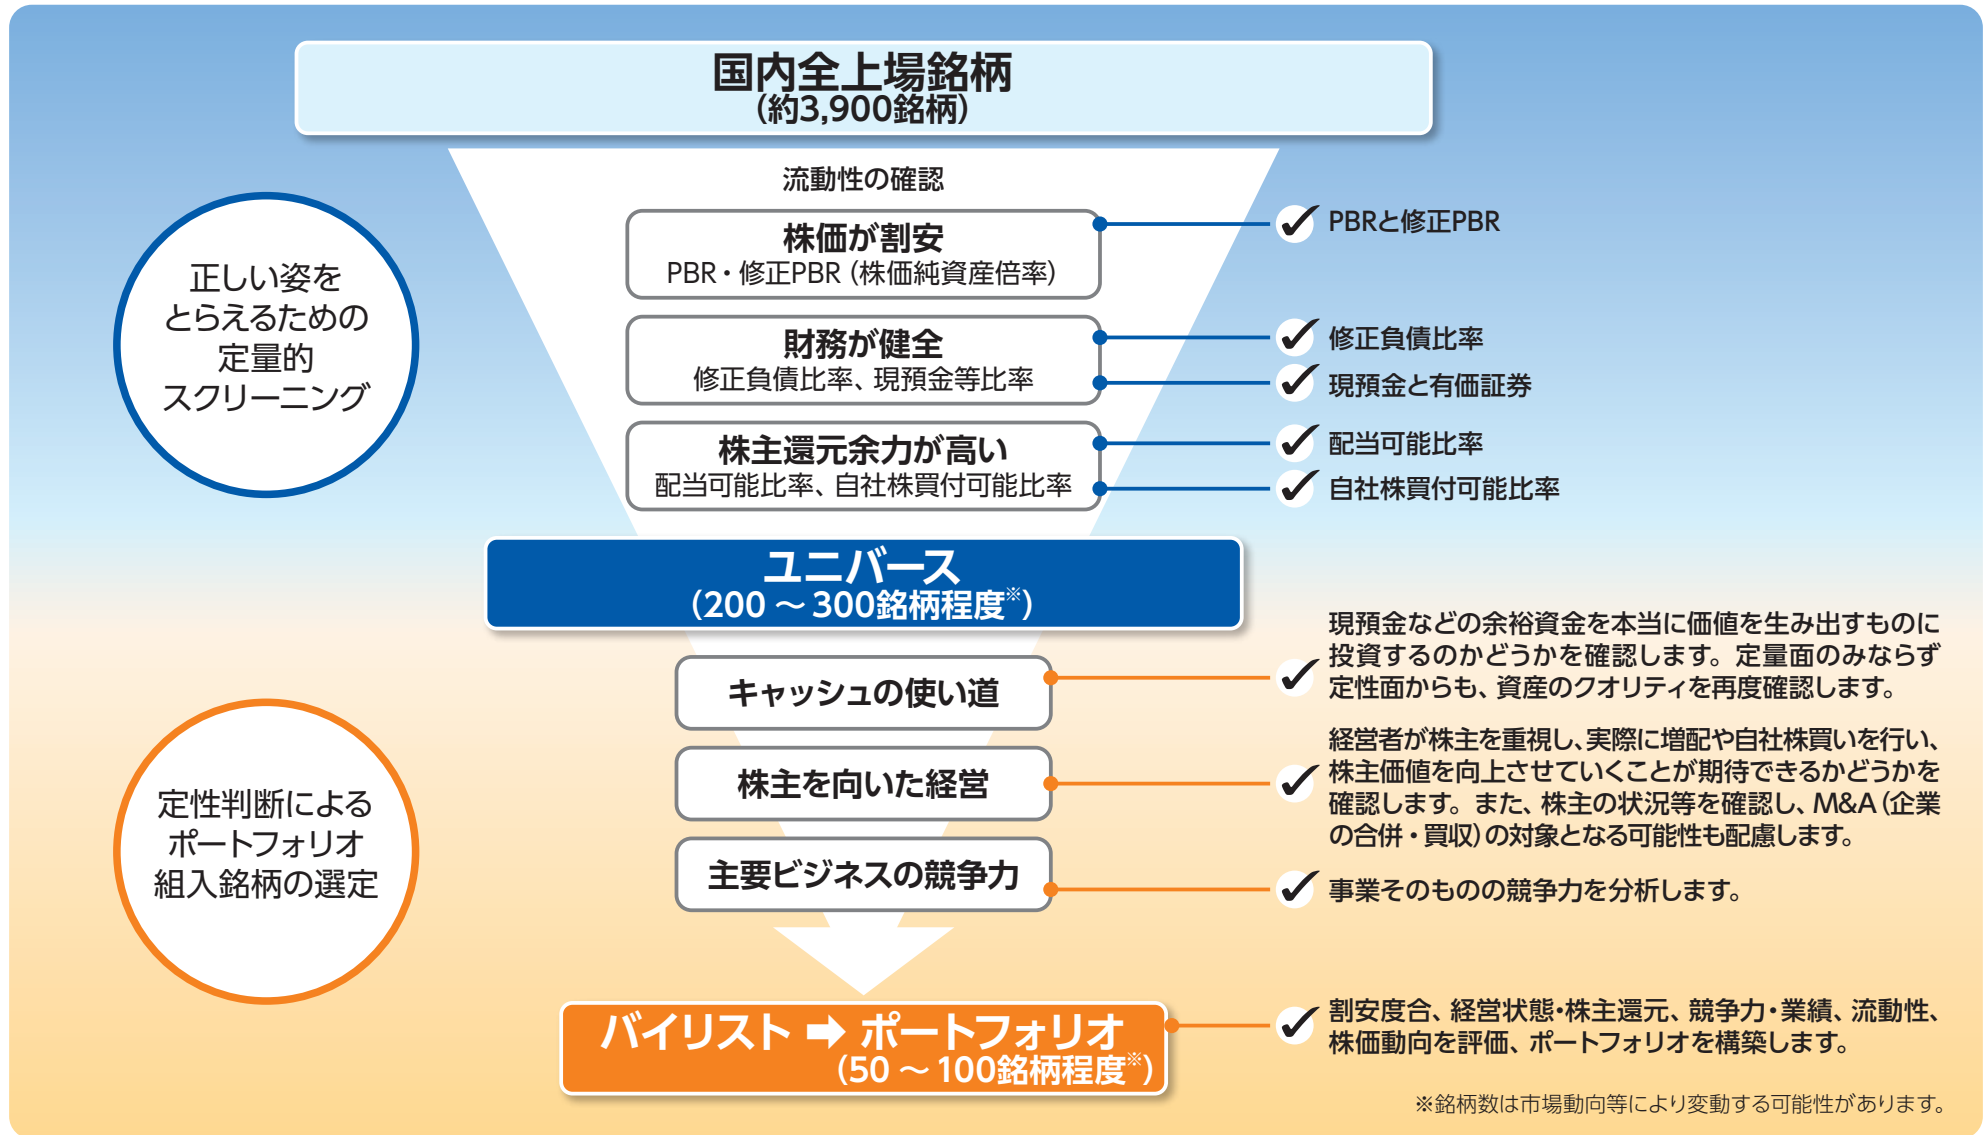 国内全上場銘柄
（約3,900銘柄）
流動性の確認
株価が割安
PBR・修正PBR（株価純資産倍率）
財務が健全
修正負債比率、現預金等比率
株主還元余力が高い
配当可能比率、自社株買付可能比率
正しい姿を
とらえるための
定量的
スクリーニング
✓ PBRと修正PBR
✓ 修正負債比率
✓ 現預金と有価証券
✓ 配当可能比率
✓ 自社株買付可能比率
ユニバース
（200 ～ 300銘柄程度※）
キャッシュの使い道
株主を向いた経営
主要ビジネスの競争力
定性判断による
ポートフォリオ
組入銘柄の選定
現預金などの余裕資金を本当に価値を生み出すものに
✓ 投資するのかどうかを確認します。定量面のみならず
定性面からも、資産のクオリティを再度確認します。
経営者が株主を重視し、実際に増配や自社株買いを行い、
✓ 株主価値を向上させていくことが期待できるかどうかを
確認します。また、株主の状況等を確認し、M&A（企業
の合併・買収）の対象となる可能性も配慮します。
✓ 事業そのものの競争力を分析します。
バイリスト ➡ ポートフォリオ
（50 ～ 100銘柄程度※）
✓ 割安度合、経営状態・株主還元、競争力・業績、流動性、
株価動向を評価、ポートフォリオを構築します。
※銘柄数は市場動向等により変動する可能性があります。